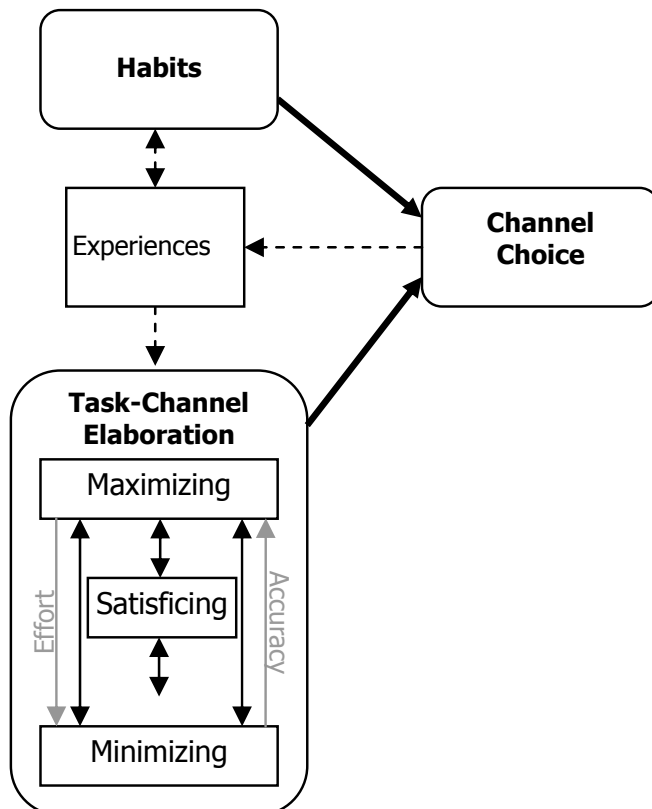 Habits
Experiences
Channel
Choice
Task-Channel
Elaboration
Maximizing
Effort
Satisficing
Accuracy
Minimizing